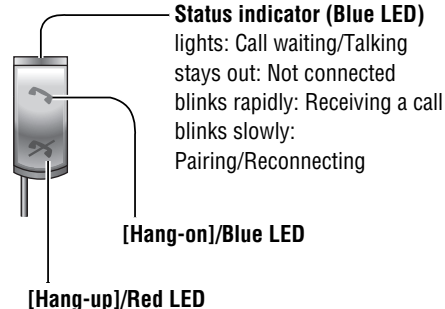 Status indicator (Blue LED)
lights: Call waiting/Talking
stays out: Not connected
blinks rapidly: Receiving a call
blinks slowly:
Pairing/Reconnecting
[Hang-on]/Blue LED
[Hang-up]/Red LED